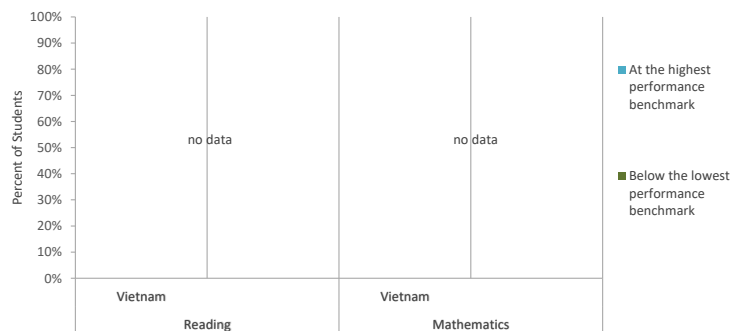 100%
90%
80%
70%
60%
50%
40%
30%
20%
10%
0%
Percent of Students
no data
no data
Vietnam
Vietnam
Reading
Mathematics
At the highest
performance
benchmark
Below the lowest
performance
benchmark